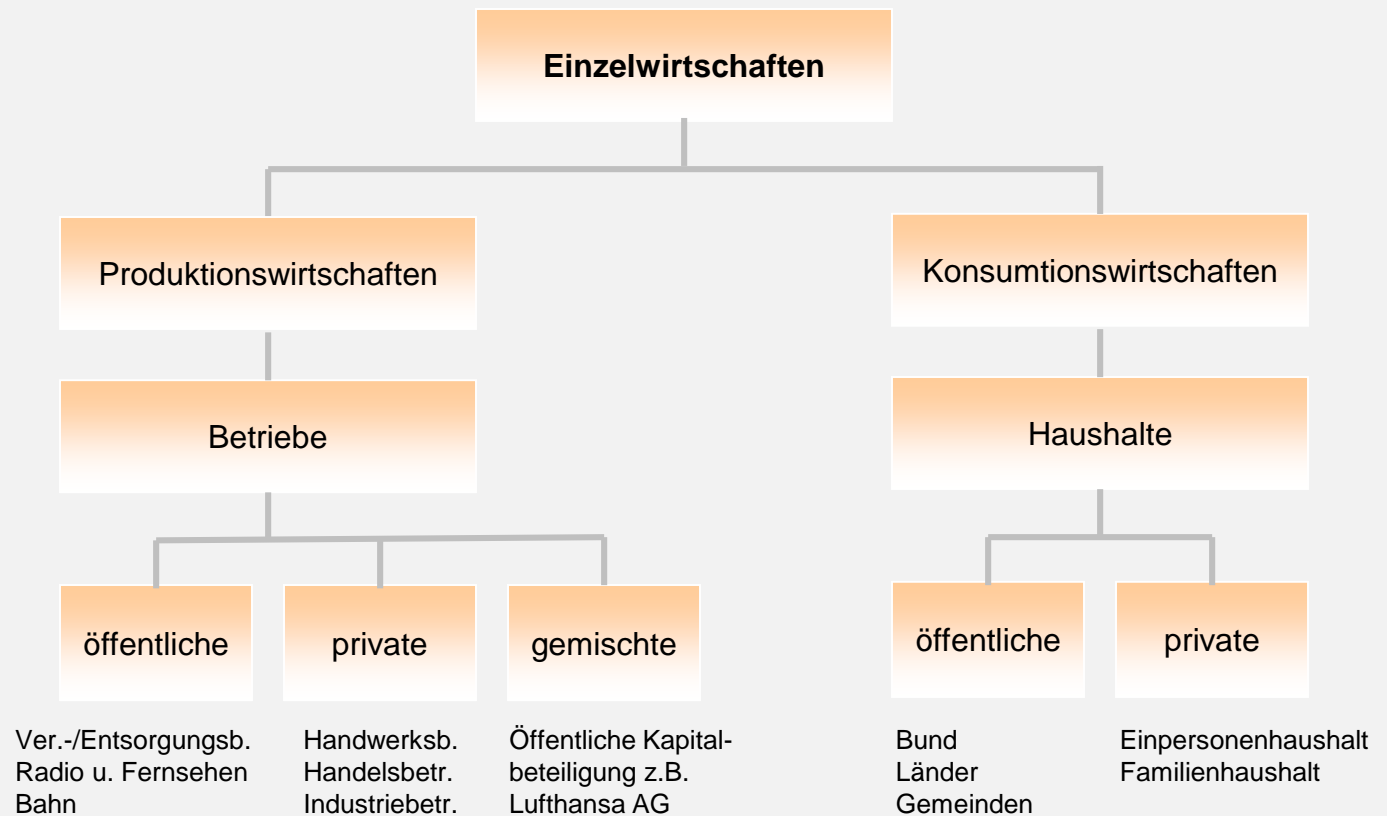 Einzelwirtschaften
Produktionswirtschaften
Konsumtionswirtschaften
Betriebe
Haushalte
öffentliche
private
gemischte
öffentliche
private
Ver.-/Entsorgungsb.
Radio u. Fernsehen
Bahn
Handwerksb.
Handelsbetr.
Industriebetr.
Öffentliche Kapital-
beteiligung z.B.
Lufthansa AG
Bund
Länder
Gemeinden
Einpersonenhaushalt
Familienhaushalt